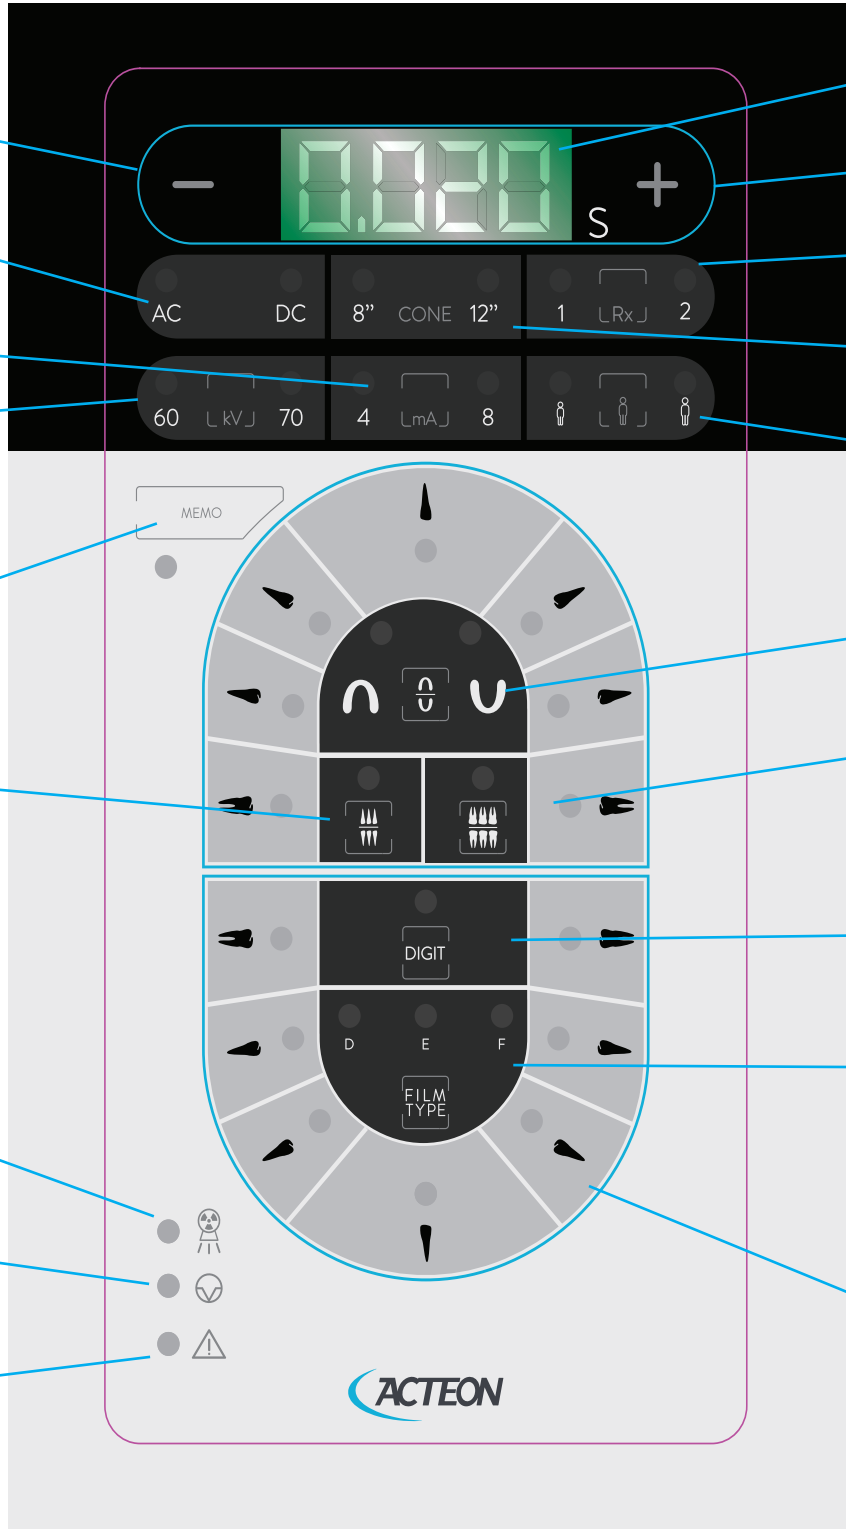 − 0.020 S +
AC DC 8” CONE 12” 1 Rx 2
60 kV 70 4 mA 8
MEMO
DIGIT
D E F
FILM
TYPE
ACTEON